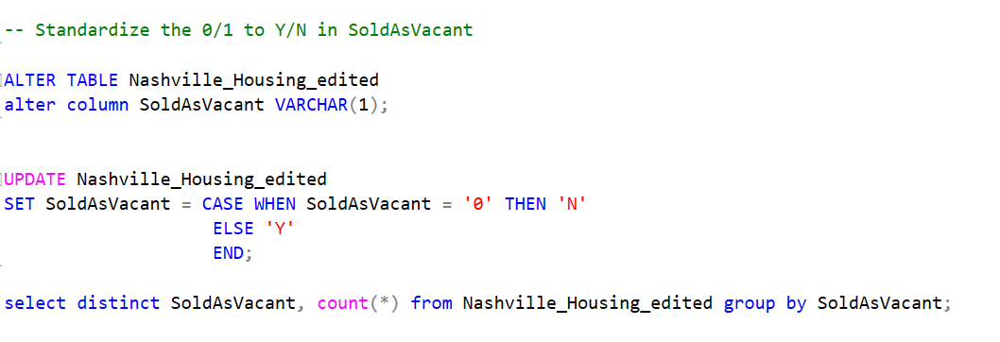 -- Standardize the 0/1 to Y/N in SoldAsVacant
ALTER TABLE Nashville_Housing_edited
alter column SoldAsVacant VARCHAR(1);
UPDATE Nashville_Housing_edited
SET SoldAsVacant = CASE WHEN SoldAsVacant = '0' THEN 'N'
ELSE 'Y'
END;
select distinct SoldAsVacant, count(*) from Nashville_Housing_edited group by SoldAsVacant;